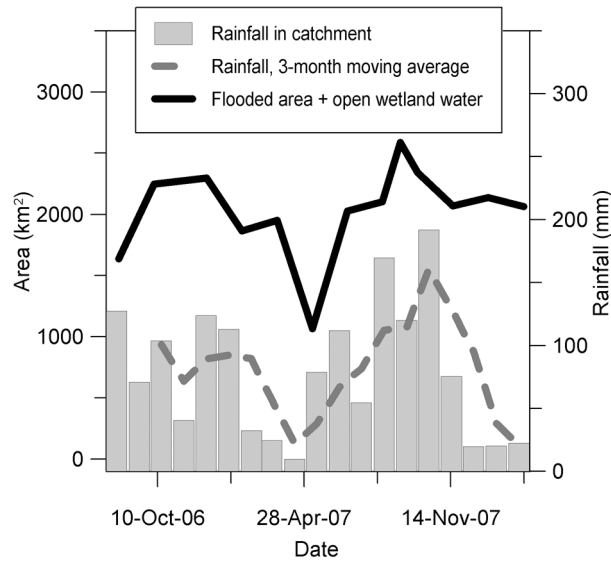 Rainfall in catchment
Rainfall, 3-month moving average
Flooded area + open wetland water
3000
2000
1000
0
Area (km²)
300
200
100
0
Rainfall (mm)
10-Oct-06 28-Apr-07 14-Nov-07
Date